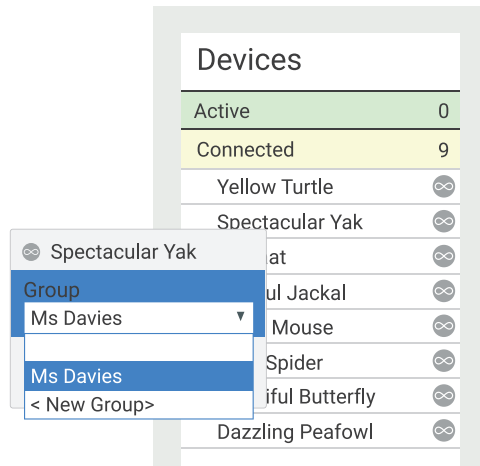 Devices
Active 0
Connected 9
Yellow Turtle
Spectacular Yak
Spectacular Yak
Group
Ms Davies
Ms Davies
< New Group>
at
ul Jackal
Mouse
Spider
iful Butterfly
Dazzling Peafowl